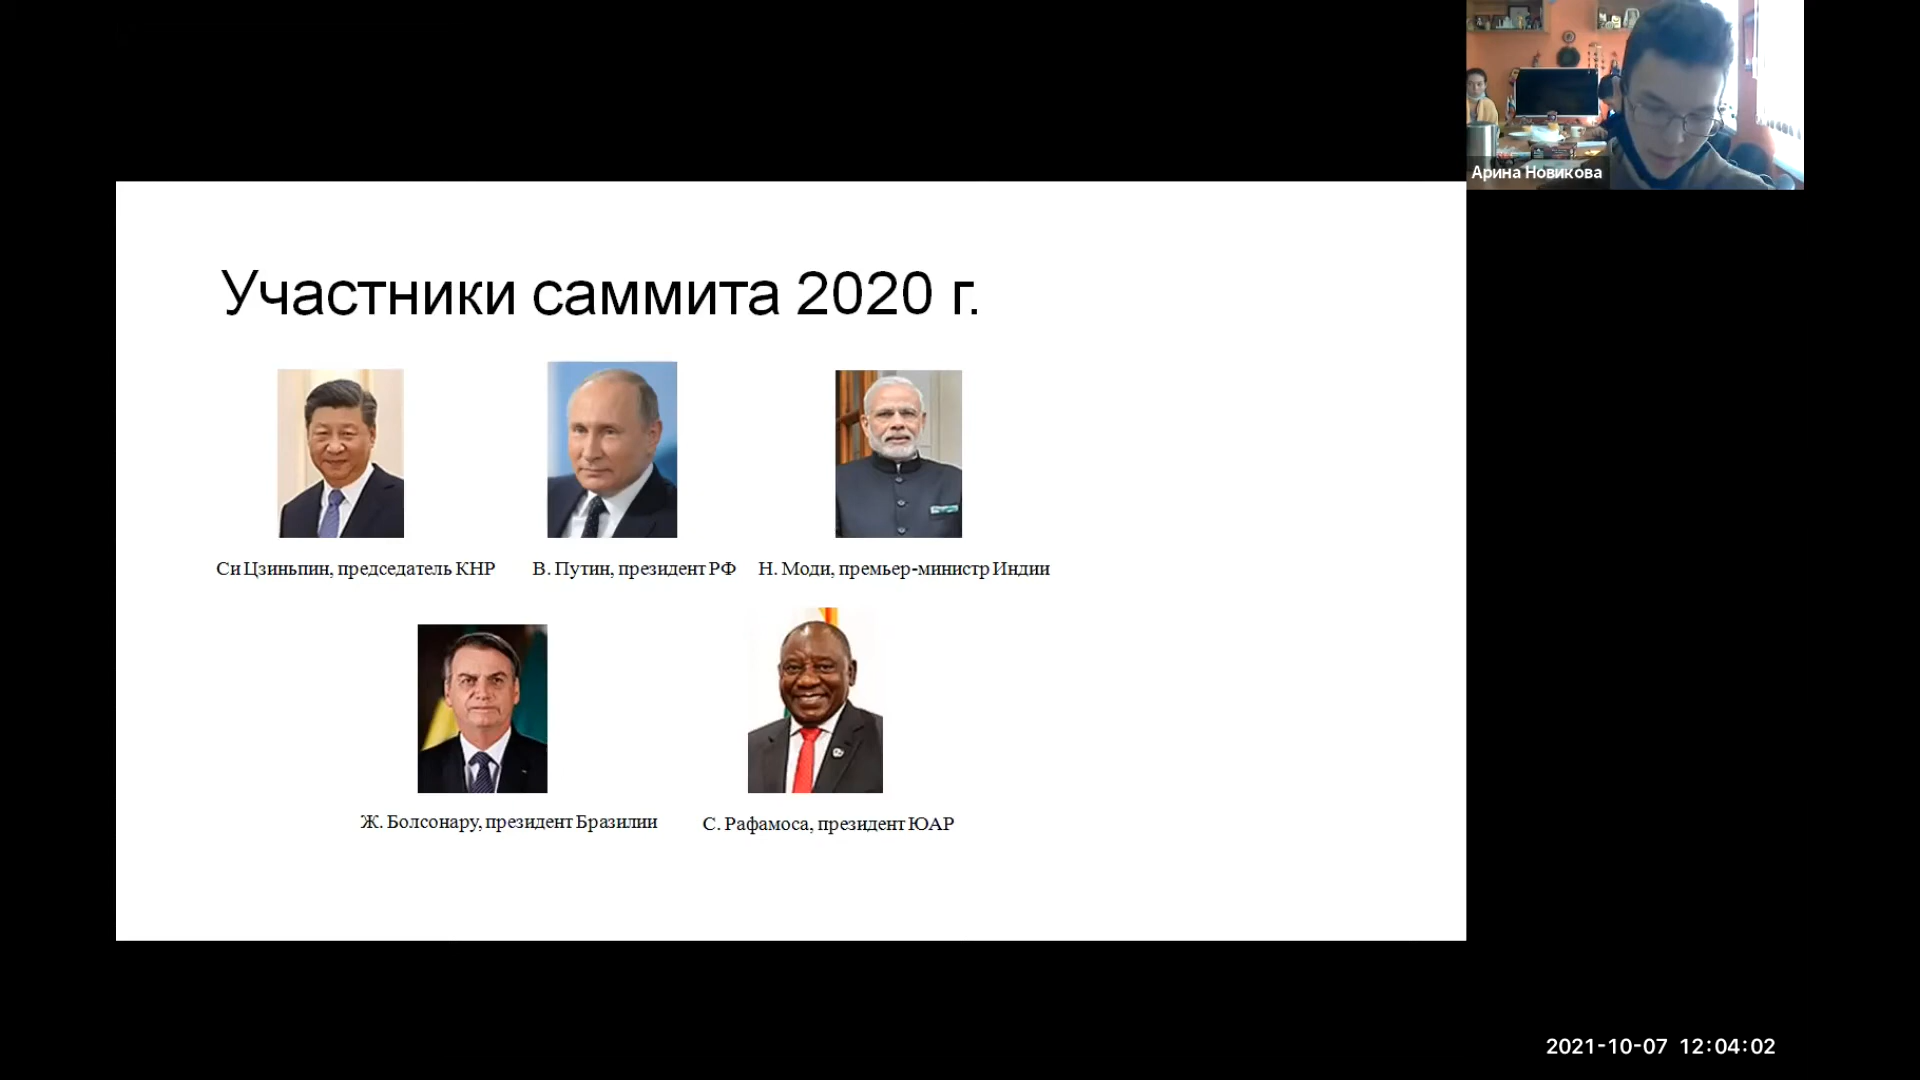 Арина Новикова
Участники саммита 2020 г.
Си Цзиньпин, председатель КНР
В. Путин, президент РФ
Н. Моди, премьер-министр Индии
Ж. Болсонару, президент Бразилии
С. Рафамоса, президент ЮАР
2021-10-07 12:04:02